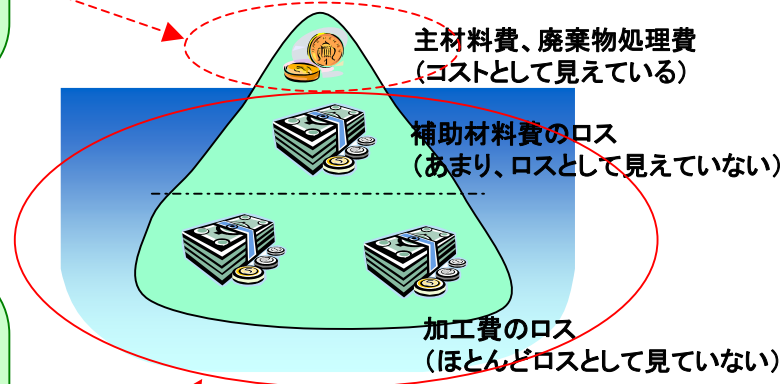 主材料費、廃棄物処理費
（コストとして見えている）
補助材料費のロス
（あまり、ロスとして見えていない）
加工費のロス
（ほとんどロスとして見ていない）